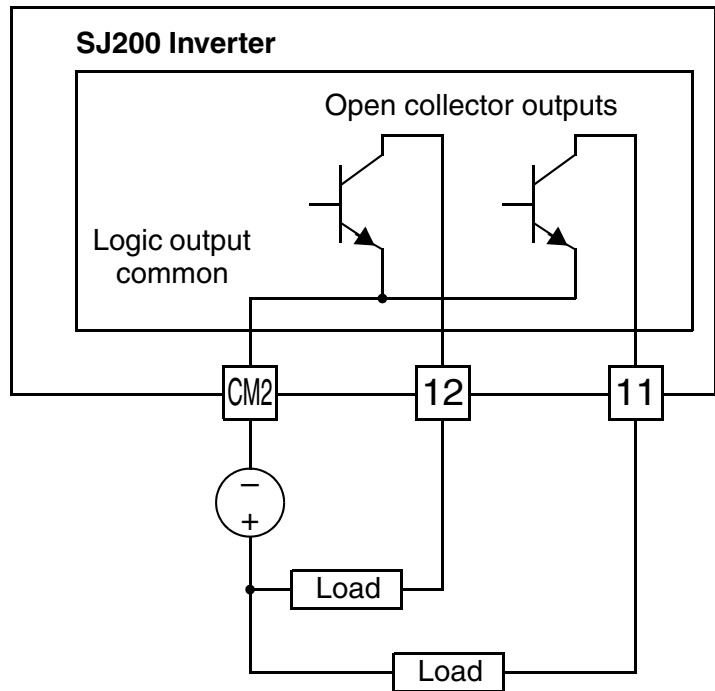 SJ200 Inverter
Open collector outputs
Logic output
common
CM2
12
11
–
+
Load
Load